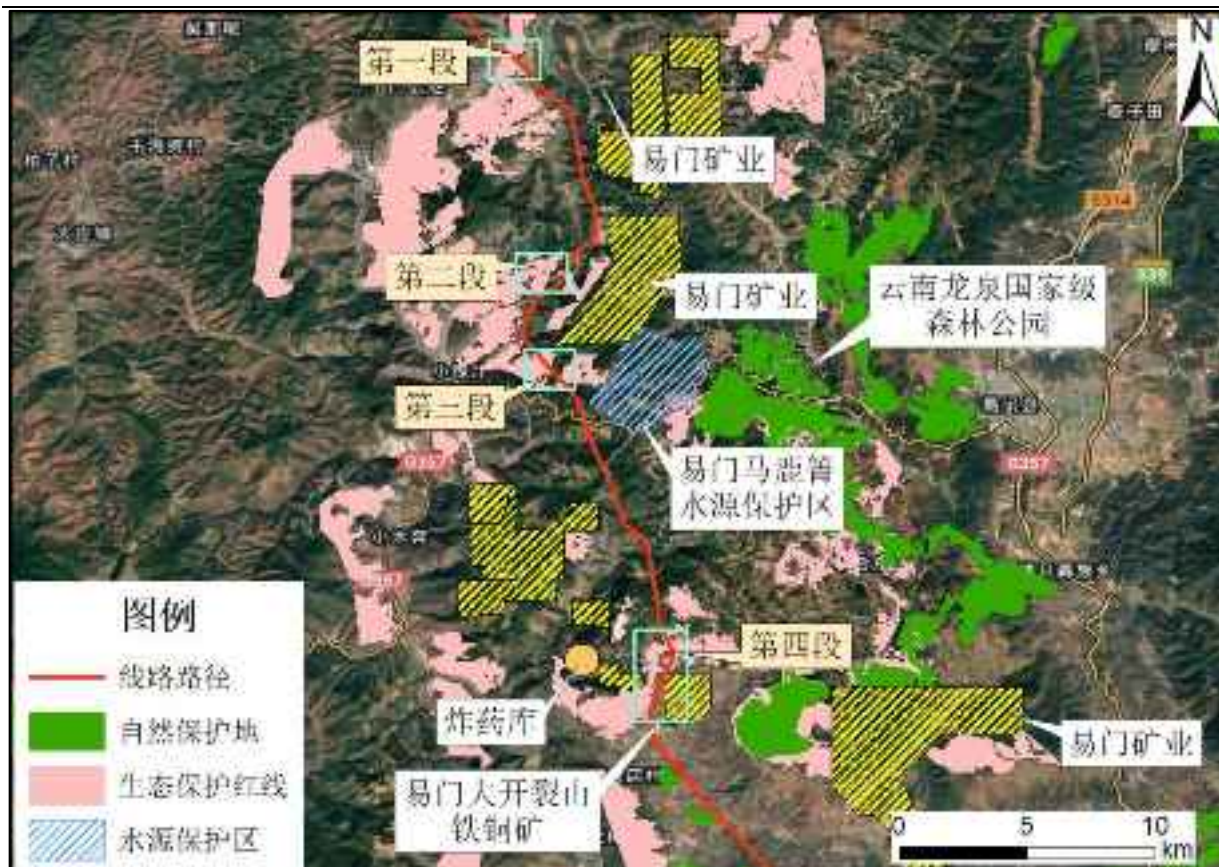 第一段
N
易门矿业
第二段
易门矿业
云南龙泉国家级
森林公园
第三段
易门马鹿箐
水源保护区
G357
图例
线路路径
自然保护地
生态保护红线
水源保护区
第四段
炸药库
易门大开裂山
铁铜矿
易门矿业
0
5
10
km